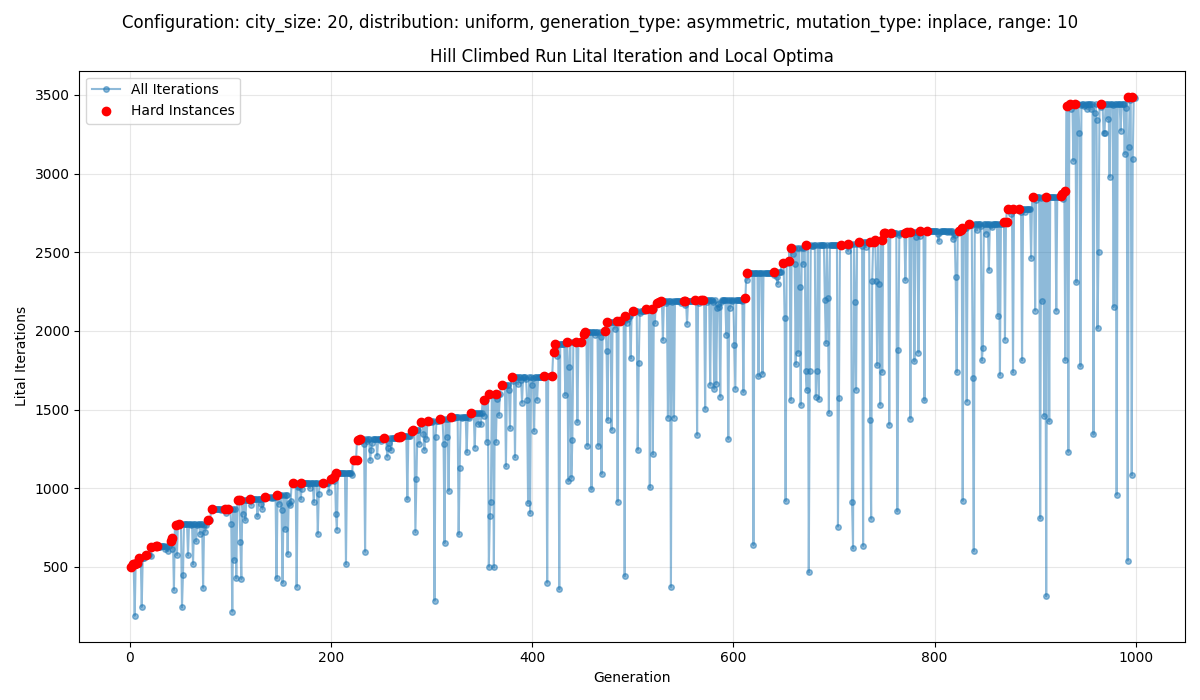 Configuration: city_size: 20, distribution: uniform, generation_type: asymmetric, mutation_type: inplace, range: 10
Hill Climbed Run Lital Iteration and Local Optima
All Iterations
Hard Instances
3500
3000
2500
2000
1500
1000
500
Lital Iterations
0 200 400 600 800 1000
Generation